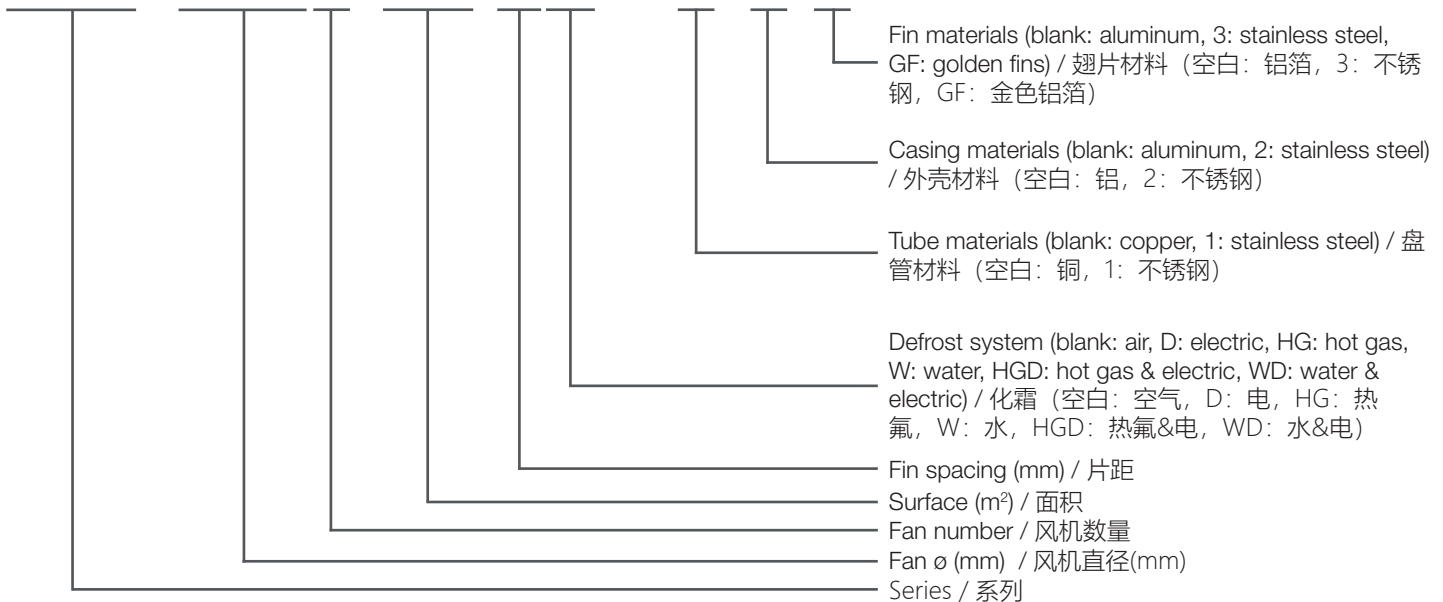 Fin materials (blank: aluminum, 3: stainless steel,
GF: golden fins) / 翅片材料（空白：铝箔，3：不锈
钢，GF：金色铝箔）
Casing materials (blank: aluminum, 2: stainless steel)
/ 外壳材料（空白：铝，2：不锈钢）
Tube materials (blank: copper, 1: stainless steel) / 盘
管材料（空白：铜，1：不锈钢）
Defrost system (blank: air, D: electric, HG: hot gas,
W: water, HGD: hot gas & electric, WD: water &
electric) / 化霜（空白：空气，D：电，HG：热
氟，W：水，HGD：热氟&电，WD：水&电）
Fin spacing (mm) / 片距
Surface (m²) / 面积
Fan number / 风机数量
Fan ø (mm) / 风机直径(mm)
Series / 系列